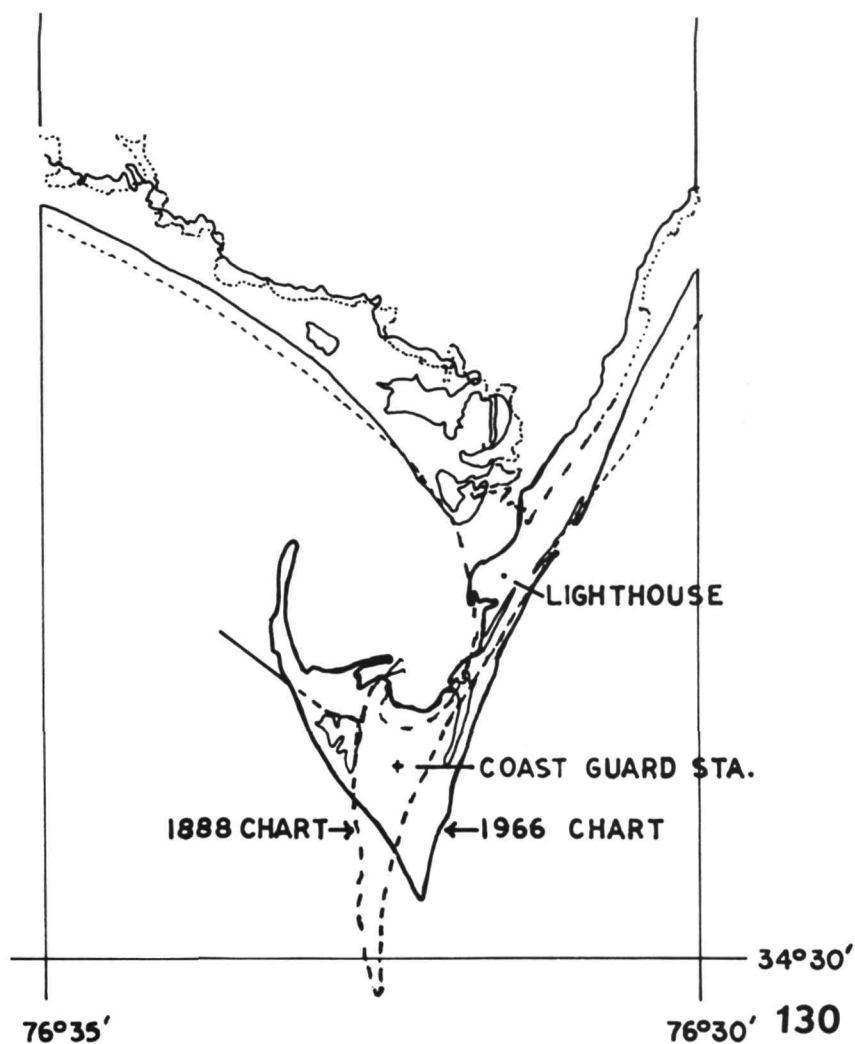 LIGHTHOUSE
COAST GUARD STA.
1888 CHART→ ←1966 CHART
34°30′
76°35′ 76°30′ 130